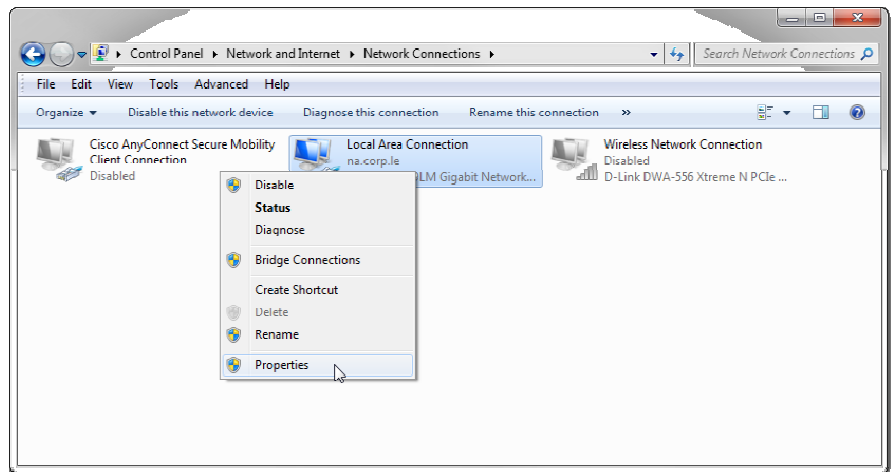 Control Panel ▸ Network and Internet ▸ Network Connections ▸
Search Network Connections
File Edit View Tools Advanced Help
Organize Disable this network device Diagnose this connection Rename this connection »
Cisco AnyConnect Secure Mobility
Client Connection
Disabled
Local Area Connection
na.corp.le
LM Gigabit Network...
Wireless Network Connection
Disabled
D-Link DWA-556 Xtreme N PCIe ...
Disable
Status
Diagnose
Bridge Connections
Create Shortcut
Delete
Rename
Properties